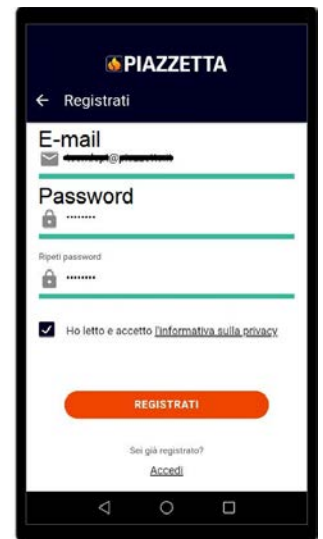 PIAZZETTA
Registrati
E-mail
Password
········
Ripeti password
········
Ho letto e accetto l'informativa sulla privacy
REGISTRATI
Sei già registrato?
Accedi